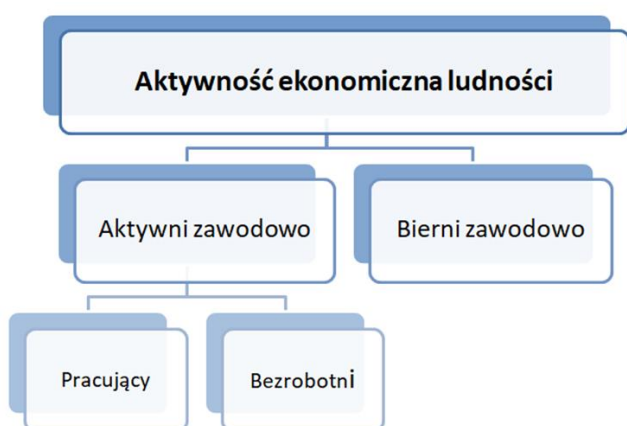 Aktywność ekonomiczna ludności
Aktywni zawodowo
Bierni zawodowo
Pracujący
Bezrobotni